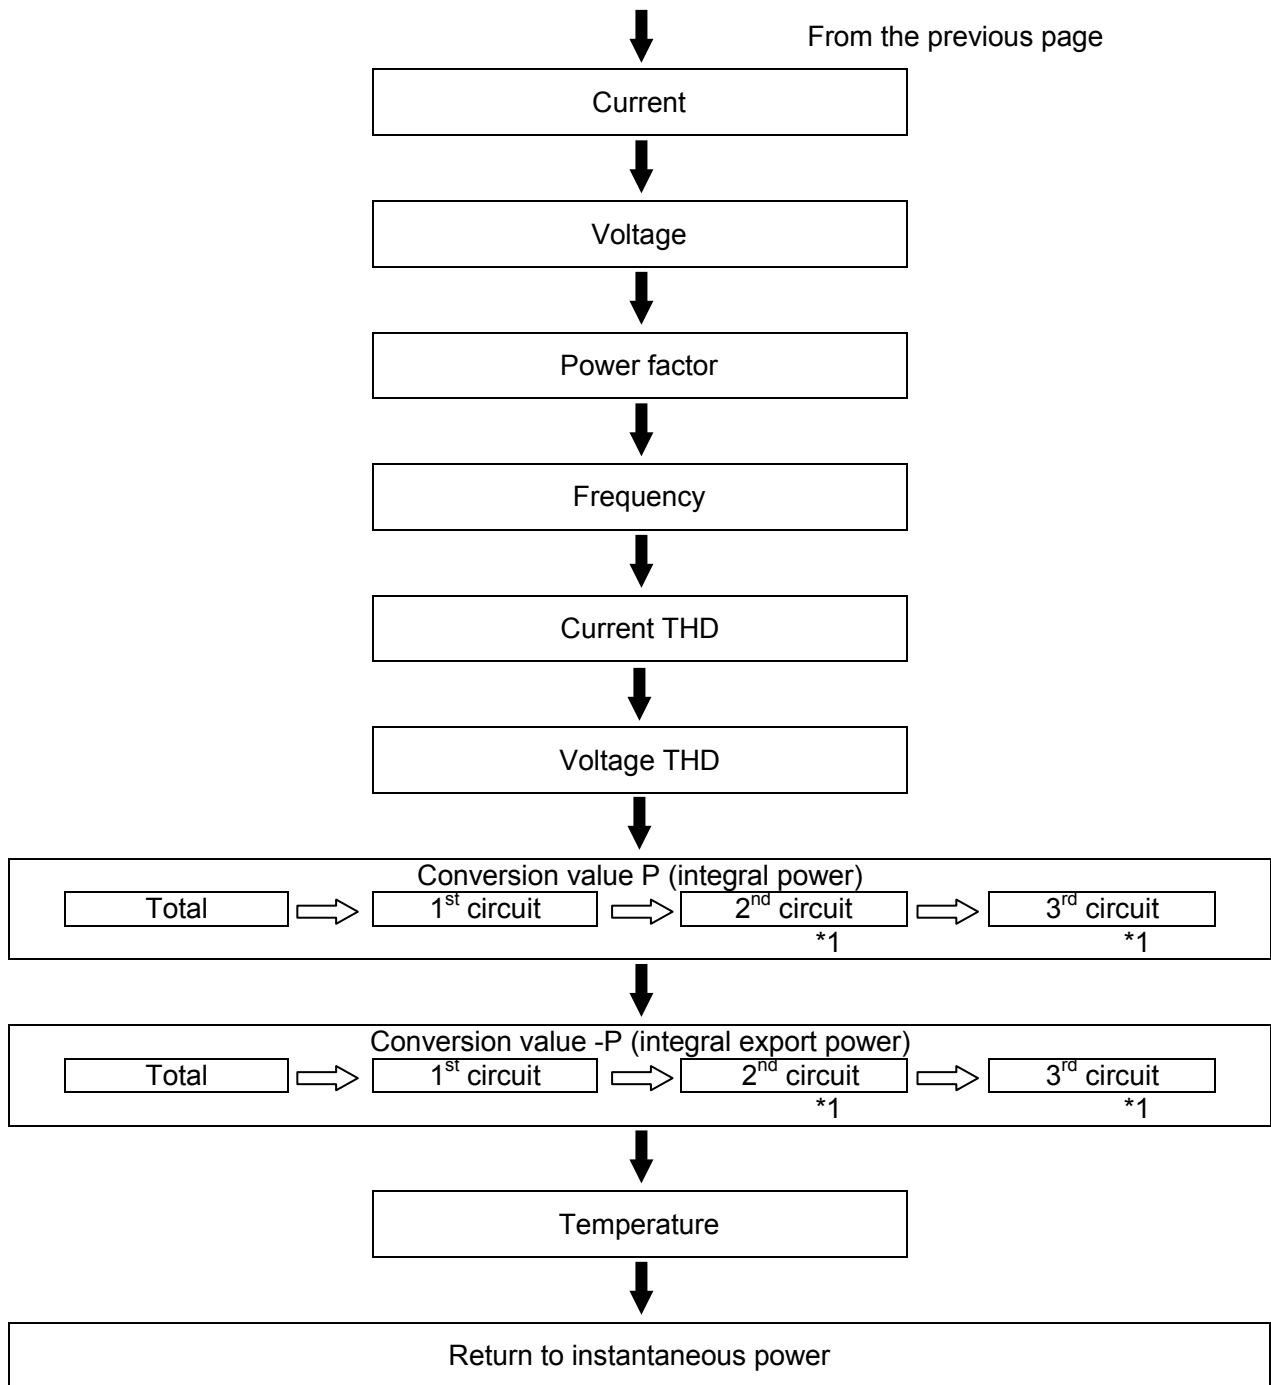 From the previous page
Current
Voltage
Power factor
Frequency
Current THD
Voltage THD
Conversion value P (integral power)
Total 1st circuit 2nd circuit 3rd circuit
*1 *1
Conversion value -P (integral export power)
Total 1st circuit 2nd circuit 3rd circuit
*1 *1
Temperature
Return to instantaneous power